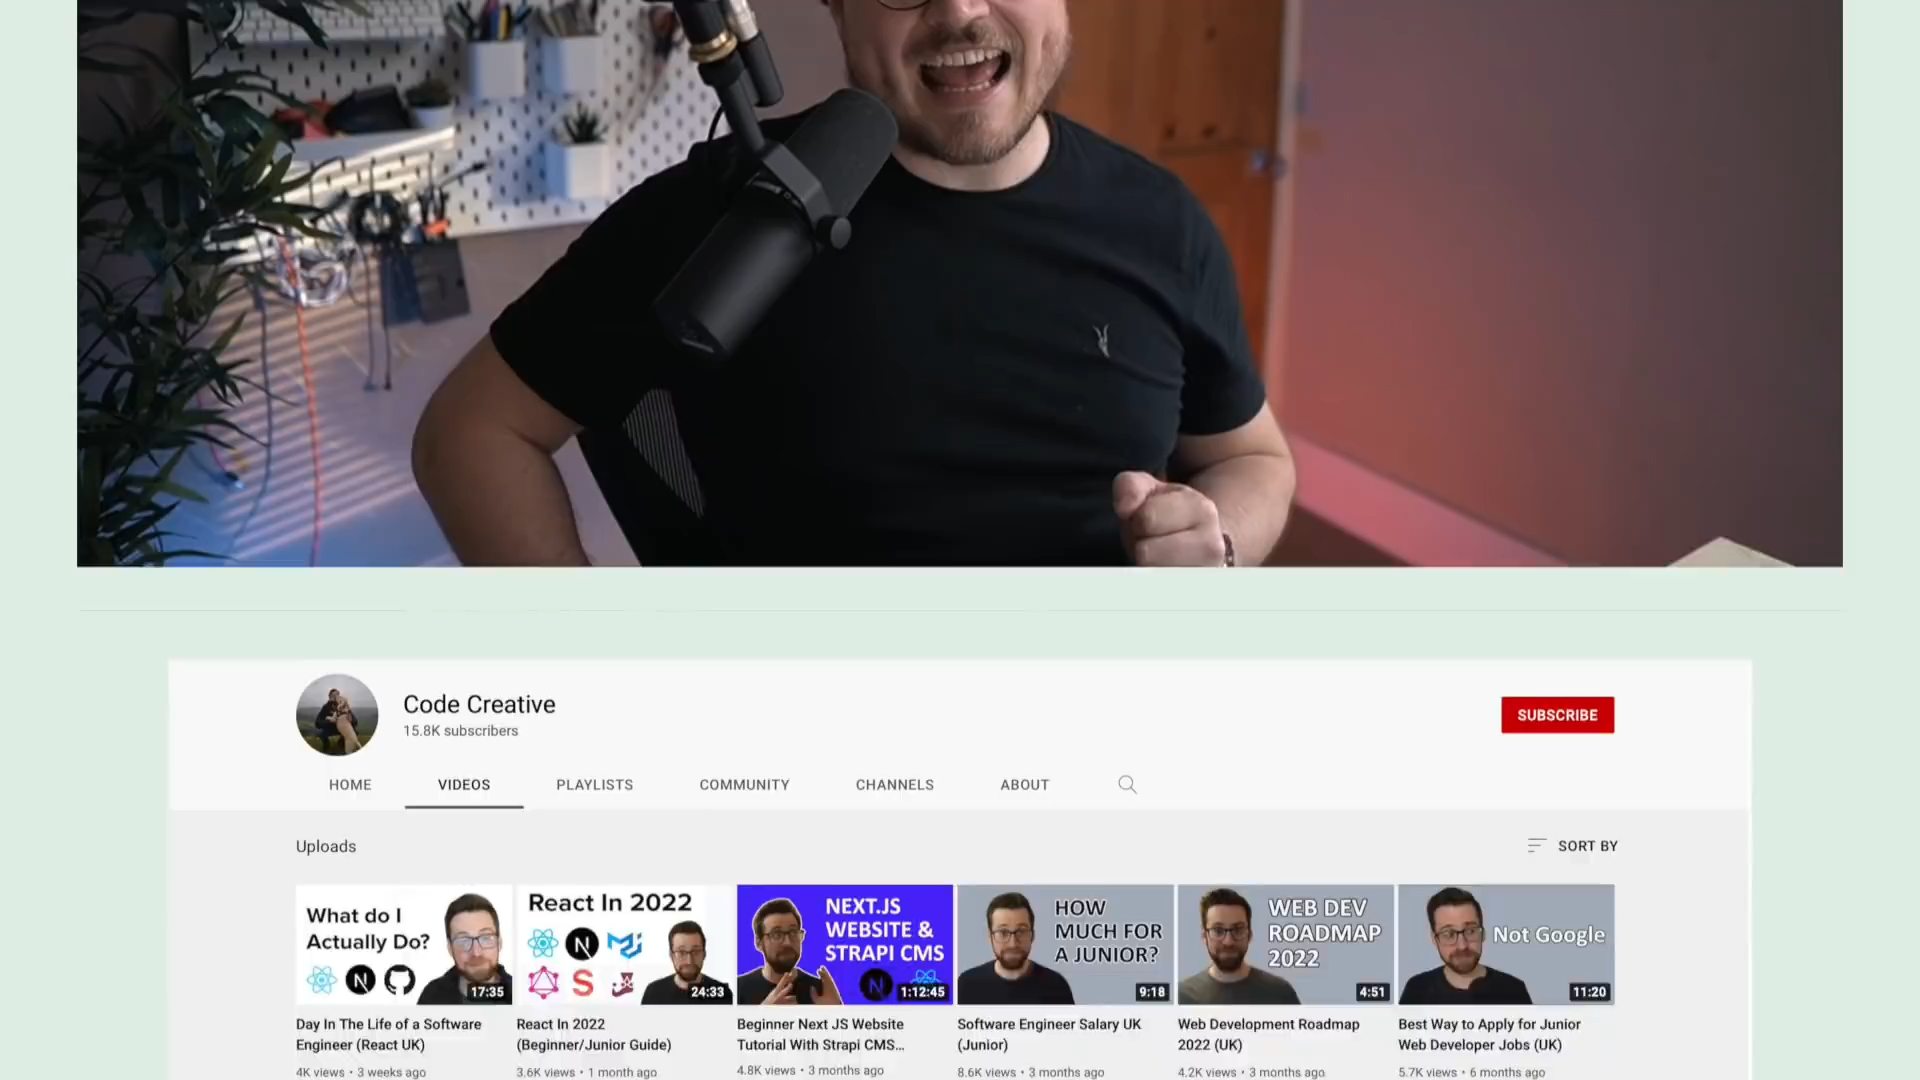 Code Creative
15.8K subscribers
SUBSCRIBE
HOME
VIDEOS
PLAYLISTS
COMMUNITY
CHANNELS
ABOUT
Uploads
SORT BY
What do I
Actually Do?
17:35
React In 2022
24:33
NEXT.JS
WEBSITE &
STRAPI CMS
1:12:45
HOW
MUCH FOR
A JUNIOR?
9:18
WEB DEV
ROADMAP
2022
4:51
Not Google
11:20
Day In The Life of a Software
Engineer (React UK)
4K views • 3 weeks ago
React In 2022
(Beginner/Junior Guide)
3.6K views • 1 month ago
Beginner Next JS Website
Tutorial With Strapi CMS...
4.8K views • 3 months ago
Software Engineer Salary UK
(Junior)
8.6K views • 3 months ago
Web Development Roadmap
2022 (UK)
4.2K views • 3 months ago
Best Way to Apply for Junior
Web Developer Jobs (UK)
5.7K views • 6 months ago